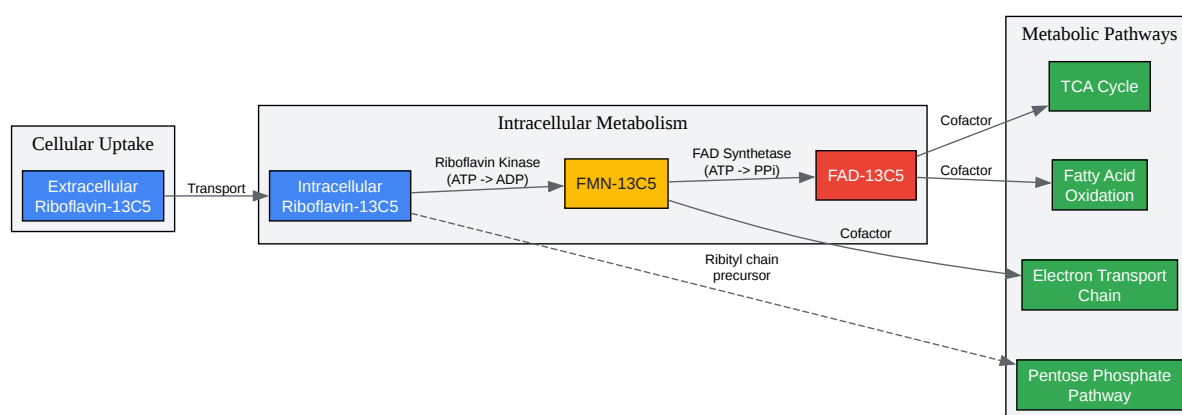 Metabolic Pathways
TCA Cycle
Cofactor
Intracellular Metabolism
Cellular Uptake
Riboflavin Kinase
(ATP -> ADP)
FAD Synthetase
(ATP -> PPi)
Extracellular
Riboflavin-13C5
Transport
Intracellular
Riboflavin-13C5
FMN-13C5
FAD-13C5
Cofactor
Fatty Acid
Oxidation
Cofactor
Ribityl chain
precursor
Electron Transport
Chain
Pentose Phosphate
Pathway